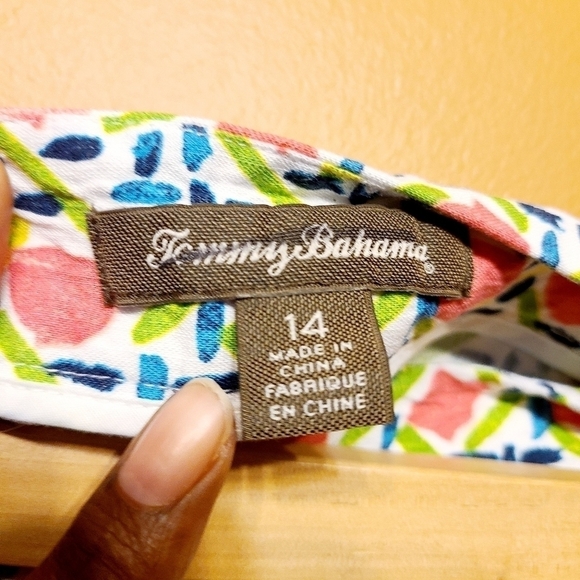 Tommy Bahama®
14
MADE IN
CHINA
FABRIQUE
EN CHINE